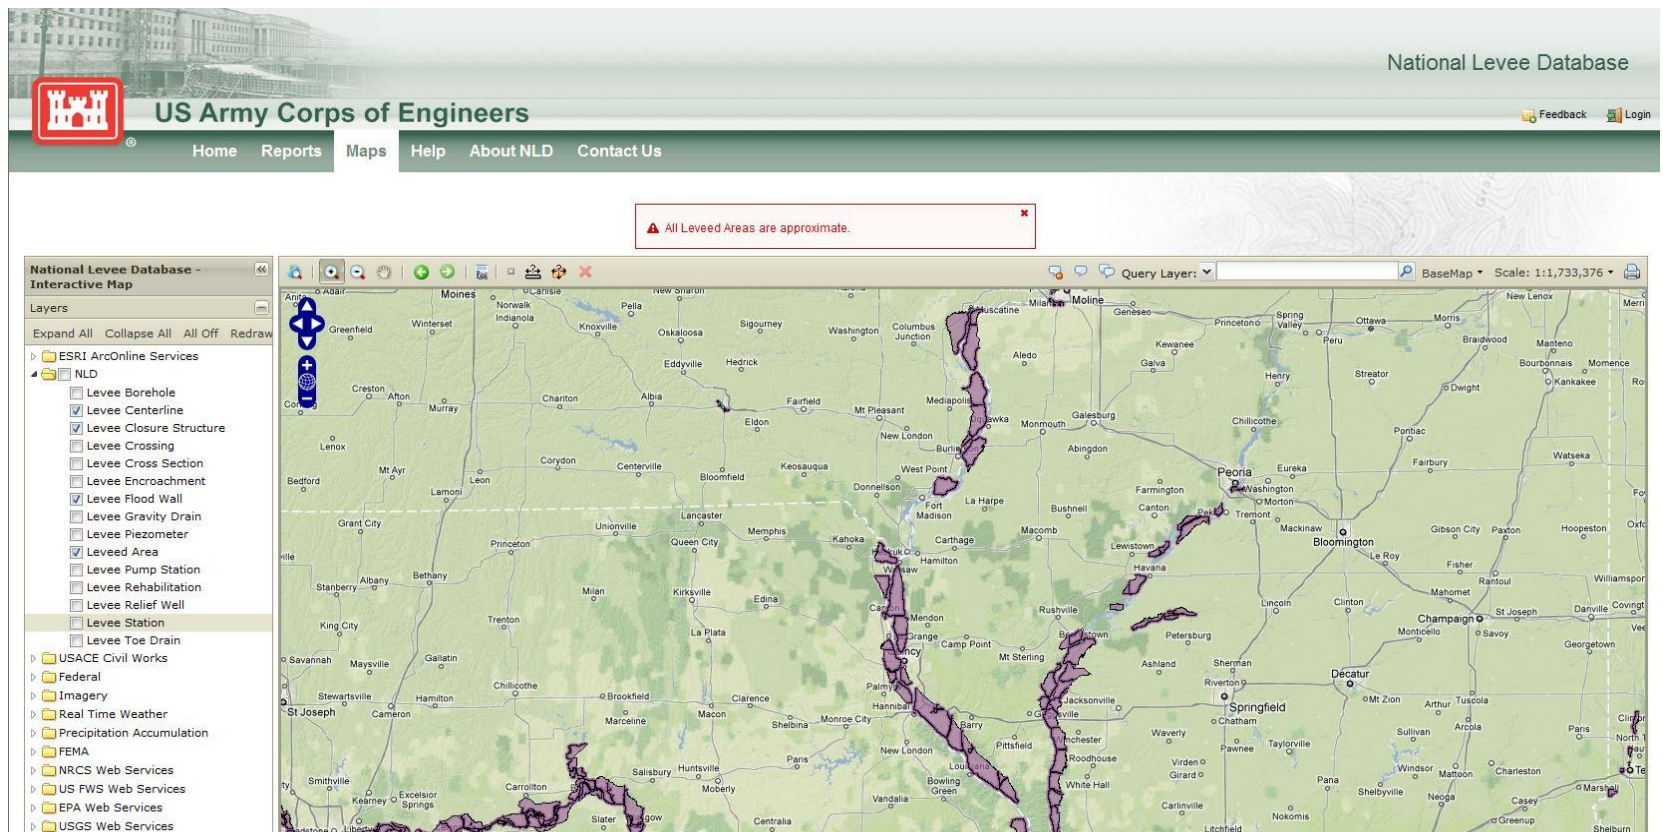 National Levee Database
US Army Corps of Engineers
®
Feedback Login
Home Reports Maps Help About NLD Contact Us
All Leveed Areas are approximate.
National Levee Database -
Interactive Map
Query Layer:
BaseMap Scale: 1:1,733,376
Layers
Expand All Collapse All All Off Redraw
ESRI ArcOnline Services
NLD
Levee Borehole
Levee Centerline
Levee Closure Structure
Levee Crossing
Levee Cross Section
Levee Encroachment
Levee Flood Wall
Levee Gravity Drain
Levee Piezometer
Leveed Area
Levee Pump Station
Levee Rehabilitation
Levee Relief Well
Levee Station
Levee Toe Drain
USACE Civil Works
Federal
Imagery
Real Time Weather
Precipitation Accumulation
FEMA
NRCS Web Services
US FWS Web Services
EPA Web Services
USGS Web Services
Adair Moines Carlisle New Sharon Milan Moline Geneseo New Lenox
Norwalk Indianola Pella Muscatine
Greenfield Winterset Knoxville Oskaloosa Sigourney Washington Columbus Junction Princeton Spring Valley Ottawa Morris
Peru Braidwood Manteno
Kewanee
Eddyville Hedrick Aledo Galva Bourbonnais Momence
Henry Streator Kankakee
Creston Afton Murray Chariton Albia Fairfield Mt Pleasant Dwight
Eldon Monmouth Galesburg Chillicothe
Lenox New London Abingdon Pontiac
Corydon Centerville Keosauqua West Point Fairbury Watseka
Bedford Mt Ayr Leon Bloomfield Donnellson Peoria Eureka
Lamoni Farmington Washington
Fort Madison La Harpe Bushnell Canton Morton
Grant City Unionville Lancaster Tremont
Memphis Macomb Mackinaw Gibson City Paxton Hoopeston
Princeton Queen City Kahoka Carthage Bloomington
Lewistown Le Roy
Hamilton Havana Fisher
Stanberry Albany Bethany Rantoul
Milan Kirksville Edina Mahomet
Rushville Lincoln Clinton St Joseph Danville
King City Trenton Mendon Champaign
La Plata Camp Point Petersburg Monticello Savoy Georgetown
Savannah Maysville Gallatin Mt Sterling Ashland Sherman
Chillicothe Riverton Decatur
Stewartsville Hamilton Brookfield Clarence Jacksonville Springfield Mt Zion Arthur Tuscola
St Joseph Cameron Marceline Macon Shelbina Monroe City Hannibal Chatham
Barry Waverly Taylorville Sullivan Arcola Paris
New London Pittsfield Pawnee
Paris Roodhouse Virden
Salisbury Huntsville Girard Windsor Mattoon Charleston
Smithville Carrollton Moberly Bowling Green White Hall Pana
Kearney Excelsior Springs Vandalia Shelbyville Neoga
Carlinville Casey
Slater Centralia Nokomis Greenup
Litchfield